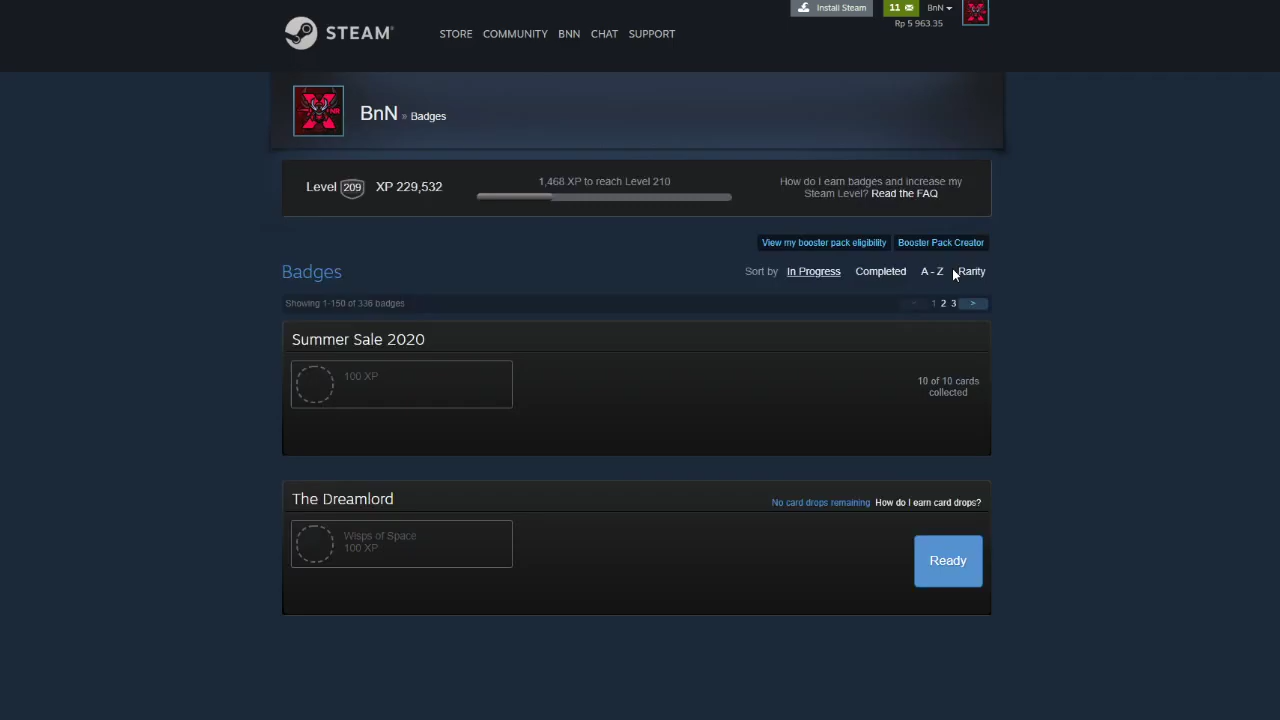 Install Steam
11
BnN
Rp 5 963.35
STEAM®
STORE COMMUNITY BNN CHAT SUPPORT
BnN » Badges
Level 209 XP 229,532
1,468 XP to reach Level 210
How do I earn badges and increase my
Steam Level? Read the FAQ
View my booster pack eligibility
Booster Pack Creator
Badges
Sort by In Progress Completed A - Z Rarity
Showing 1-150 of 336 badges
< 1 2 3 >
Summer Sale 2020
100 XP
10 of 10 cards
collected
The Dreamlord
No card drops remaining How do I earn card drops?
Wisps of Space
100 XP
Ready